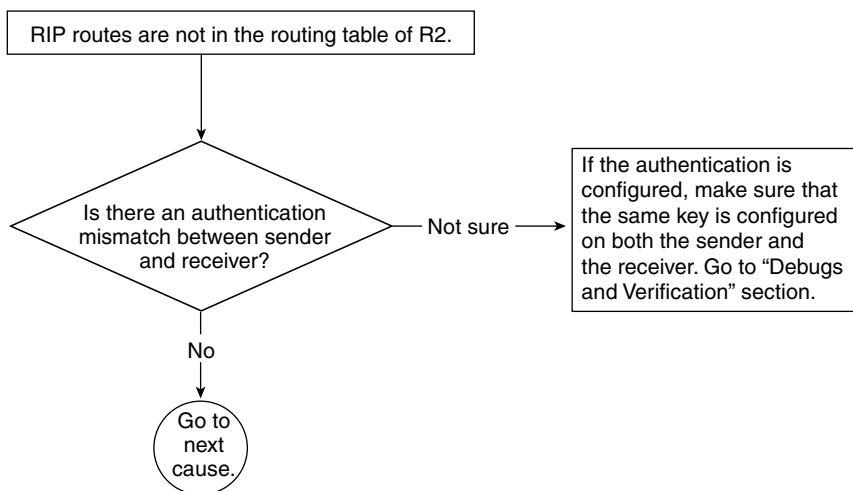 RIP routes are not in the routing table of R2.
Is there an authentication
mismatch between sender
and receiver?
Not sure
If the authentication is
configured, make sure that
the same key is configured
on both the sender and
the receiver. Go to “Debugs
and Verification” section.
No
Go to
next
cause.